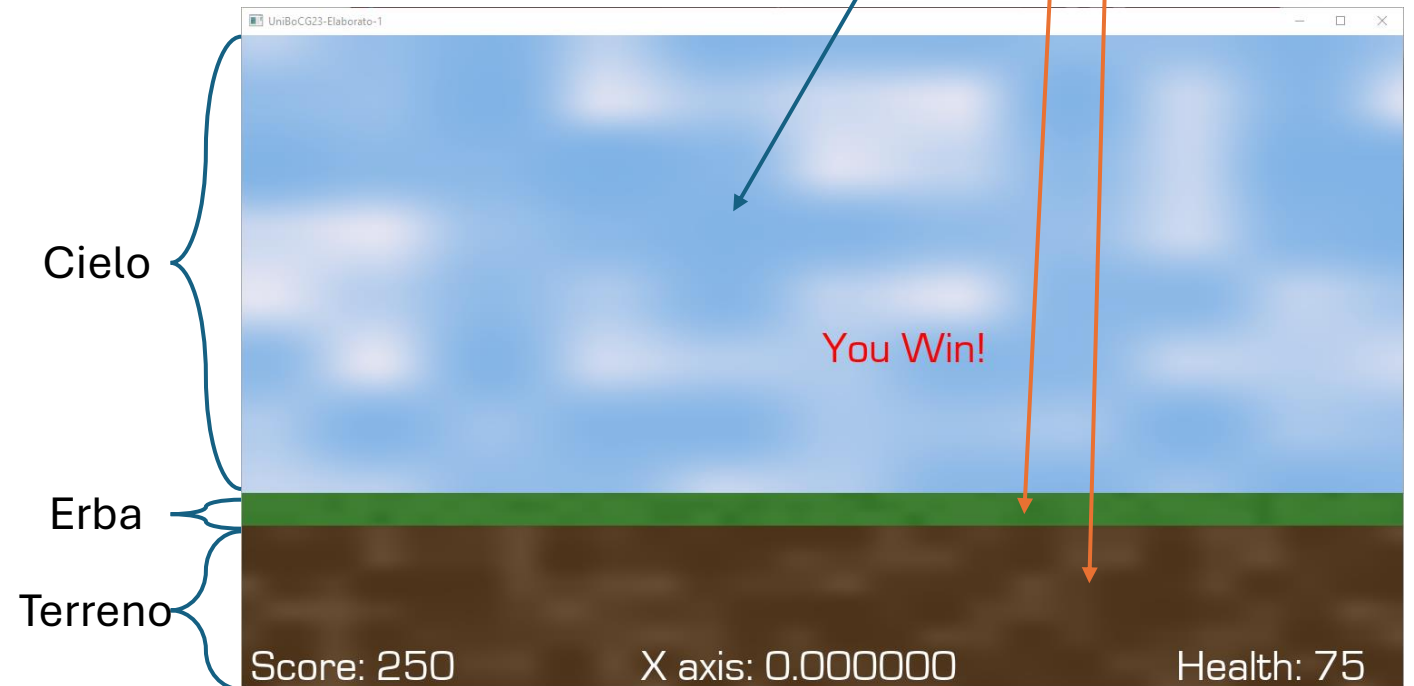 UniBoCG23-Elaborato-1
Cielo
You Win!
Erba
Terreno
Score: 250
X axis: 0.000000
Health: 75